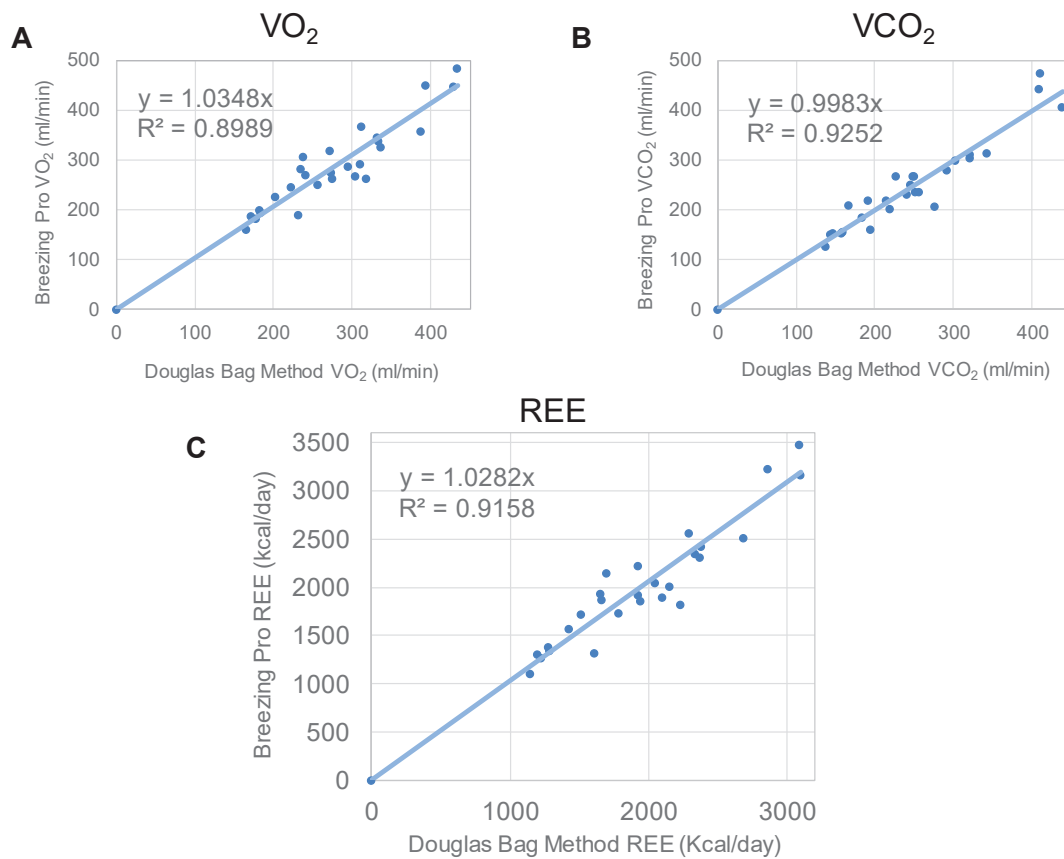 A
VO₂
500
400
300
200
100
0
y = 1.0348x
R² = 0.8989
Breezing Pro VO₂ (ml/min)
0 100 200 300 400
Douglas Bag Method VO₂ (ml/min)
B
VCO₂
500
400
300
200
100
0
y = 0.9983x
R² = 0.9252
Breezing Pro VCO₂ (ml/min)
0 100 200 300 400
Douglas Bag Method VCO₂ (ml/min)
C
REE
3500
3000
2500
2000
1500
1000
500
0
y = 1.0282x
R² = 0.9158
Breezing Pro REE (kcal/day)
0 1000 2000 3000
Douglas Bag Method REE (Kcal/day)